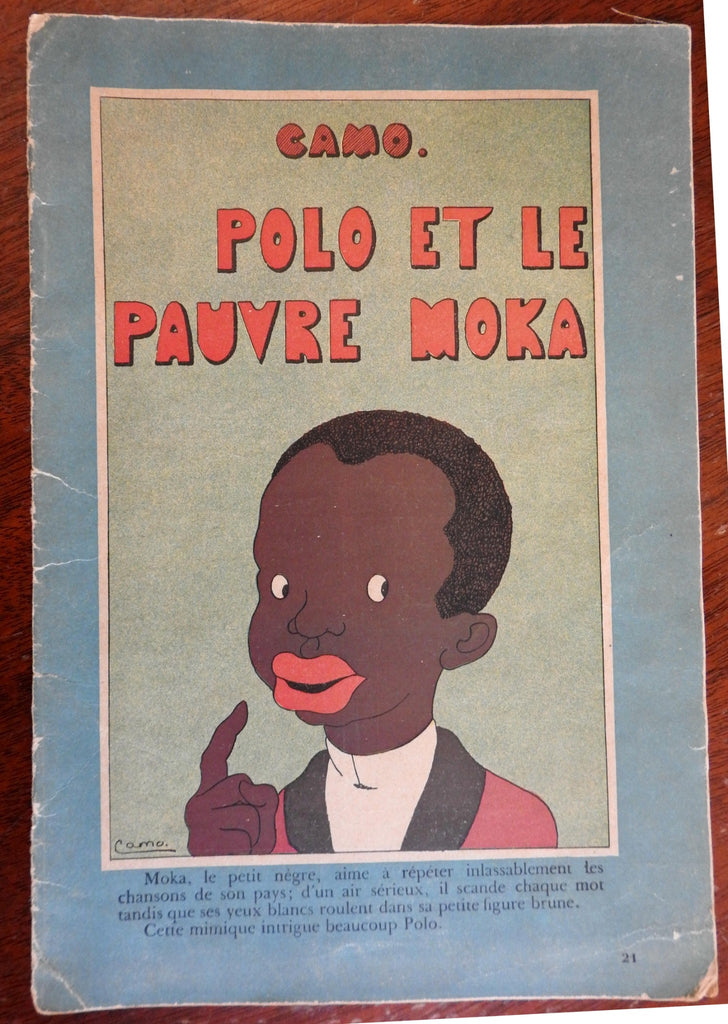 CAMO.
POLO ET LE
PAUVRE MOKA
Camo.
Moka, le petit nègre, aime à répéter inlassablement les
chansons de son pays; d'un air sérieux, il scande chaque mot
tandis que ses yeux blancs roulent dans sa petite figure brune.
Cette mimique intrigue beaucoup Polo.
21